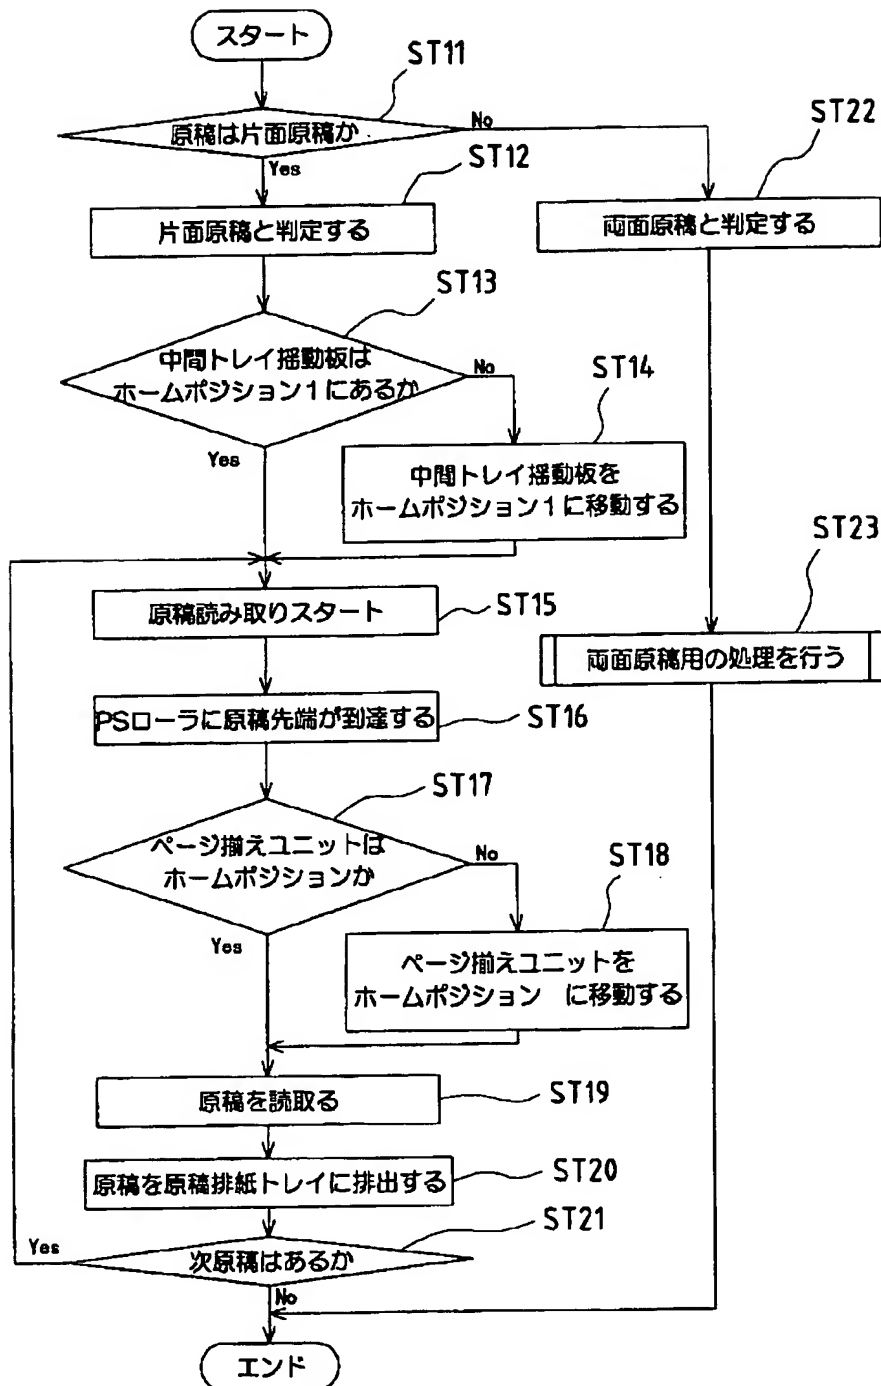 スタート
ST11
原稿は片面原稿か
No
Yes
ST12
ST22
片面原稿と判定する
両面原稿と判定する
ST13
中間トレイ揺動板は
ホームポジション1にあるか
No
Yes
ST14
中間トレイ揺動板を
ホームポジション1に移動する
ST23
原稿読み取りスタート
ST15
両面原稿用の処理を行う
PSローラに原稿先端が到達する
ST16
ST17
ページ揃えユニットは
ホームポジションか
No
Yes
ST18
ページ揃えユニットを
ホームポジション に移動する
原稿を読取る
ST19
原稿を原稿排紙トレイに排出する
ST20
ST21
Yes
次原稿はあるか
No
エンド